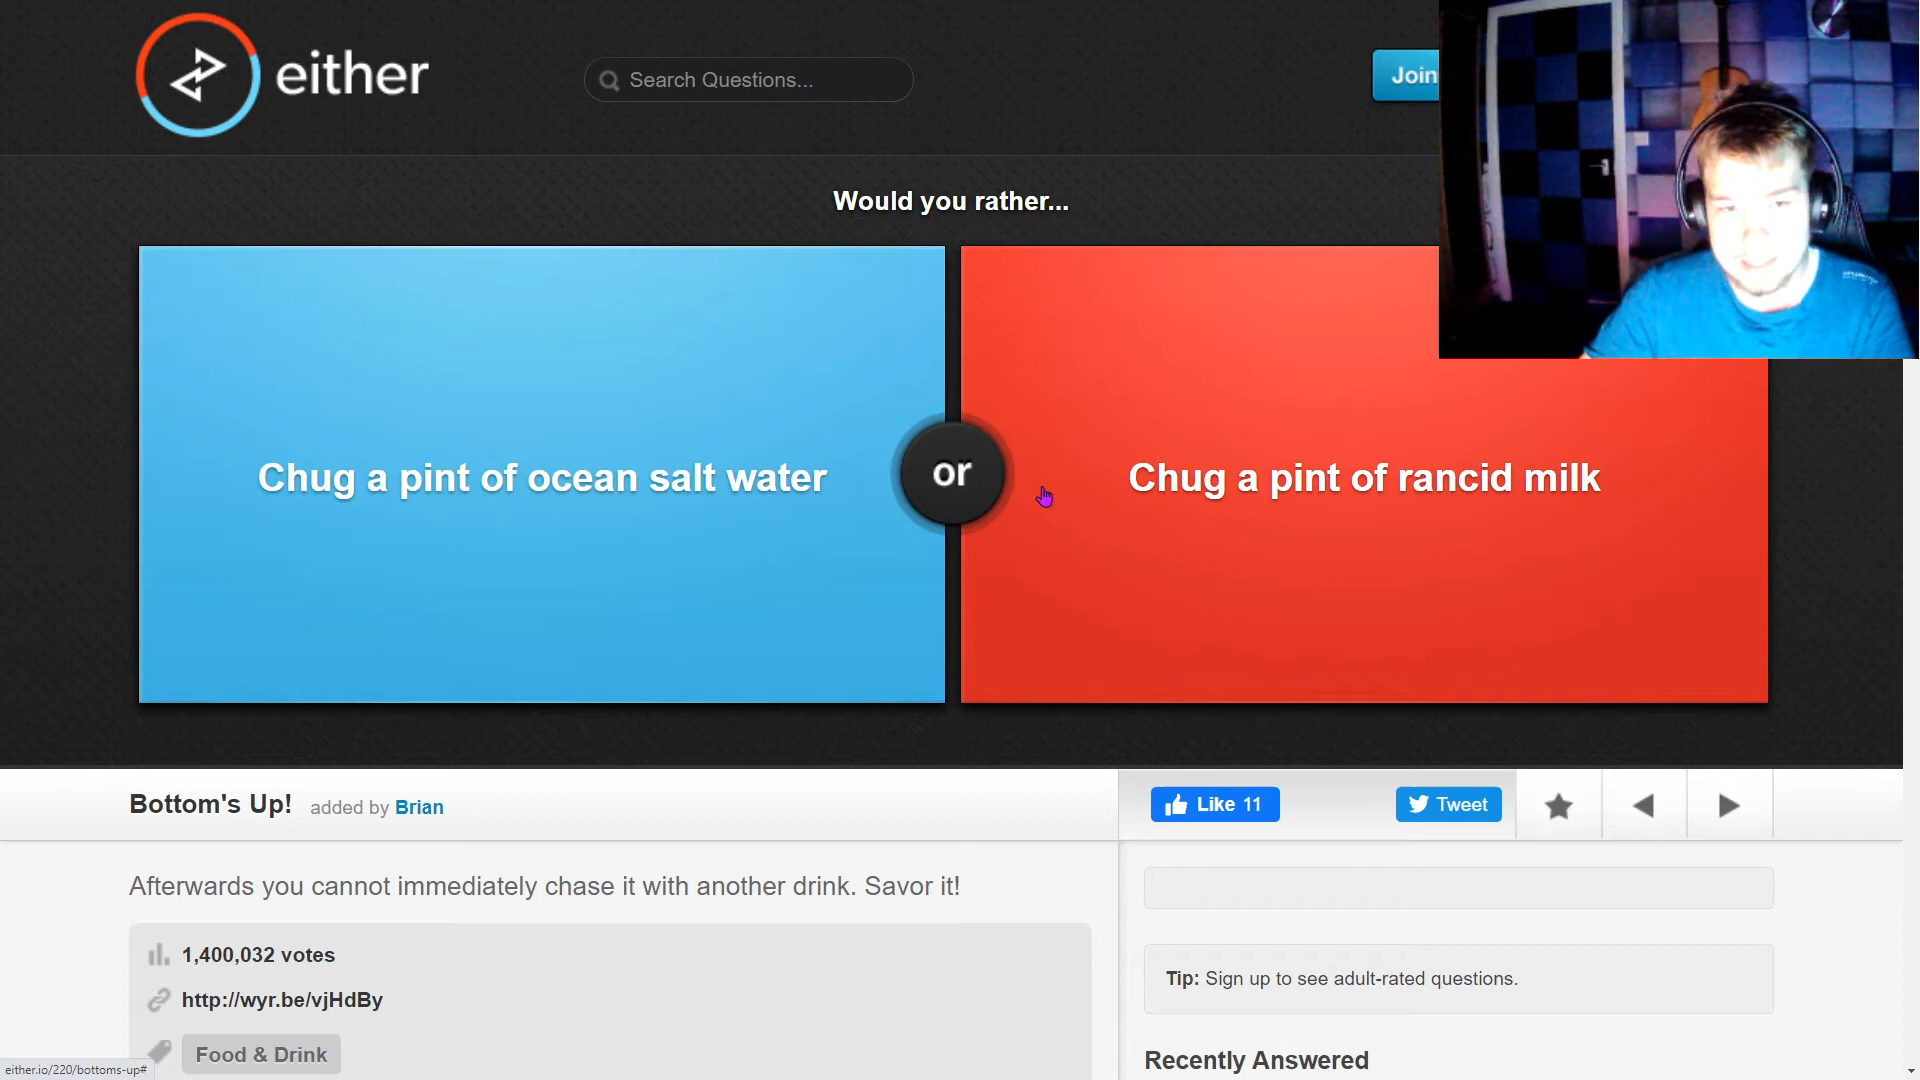 either
Search Questions...
Join
Would you rather...
Chug a pint of ocean salt water
or
Chug a pint of rancid milk
Bottom's Up! added by Brian
Like 11
Tweet
Afterwards you cannot immediately chase it with another drink. Savor it!
1,400,032 votes
http://wyr.be/vjHdBy
Food & Drink
Tip: Sign up to see adult-rated questions.
Recently Answered
either.io/220/bottoms-up#